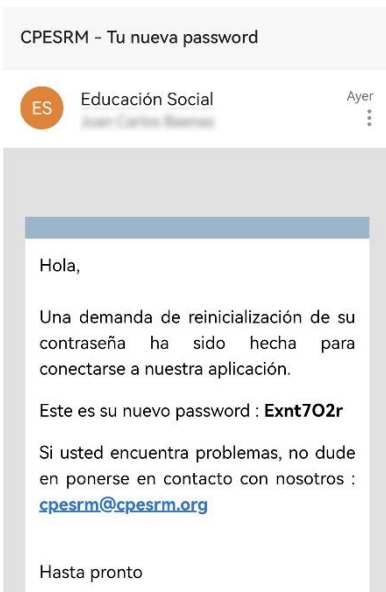 CPESRM – Tu nueva password
ES
Educación Social
Ayer
Hola,
Una demanda de reinicialización de su
contraseña ha sido hecha para
conectarse a nuestra aplicación.
Este es su nuevo password : Exnt7O2r
Si usted encuentra problemas, no dude
en ponerse en contacto con nosotros :
cpesrm@cpesrm.org
Hasta pronto